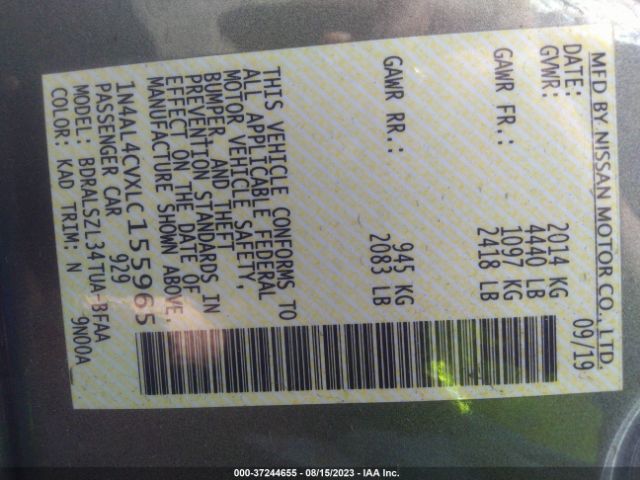 MFD BY NISSAN MOTOR CO., LTD.
DATE: 09/19
GVWR: 2014 KG
4440 LB
GAWR FR.: 1097 KG
2418 LB
GAWR RR.: 945 KG
2083 LB
THIS VEHICLE CONFORMS TO
ALL APPLICABLE FEDERAL
MOTOR VEHICLE SAFETY,
BUMPER, AND THEFT
PREVENTION STANDARDS IN
EFFECT ON THE DATE OF
MANUFACTURE SHOWN ABOVE.
1N4AL4CVXLC155965
PASSENGER CAR 929
MODEL: BDRALSZL34TUA-BFAA
COLOR: KAD TRIM: N 9N00A
000-37244655 - 08/15/2023 - IAA Inc.